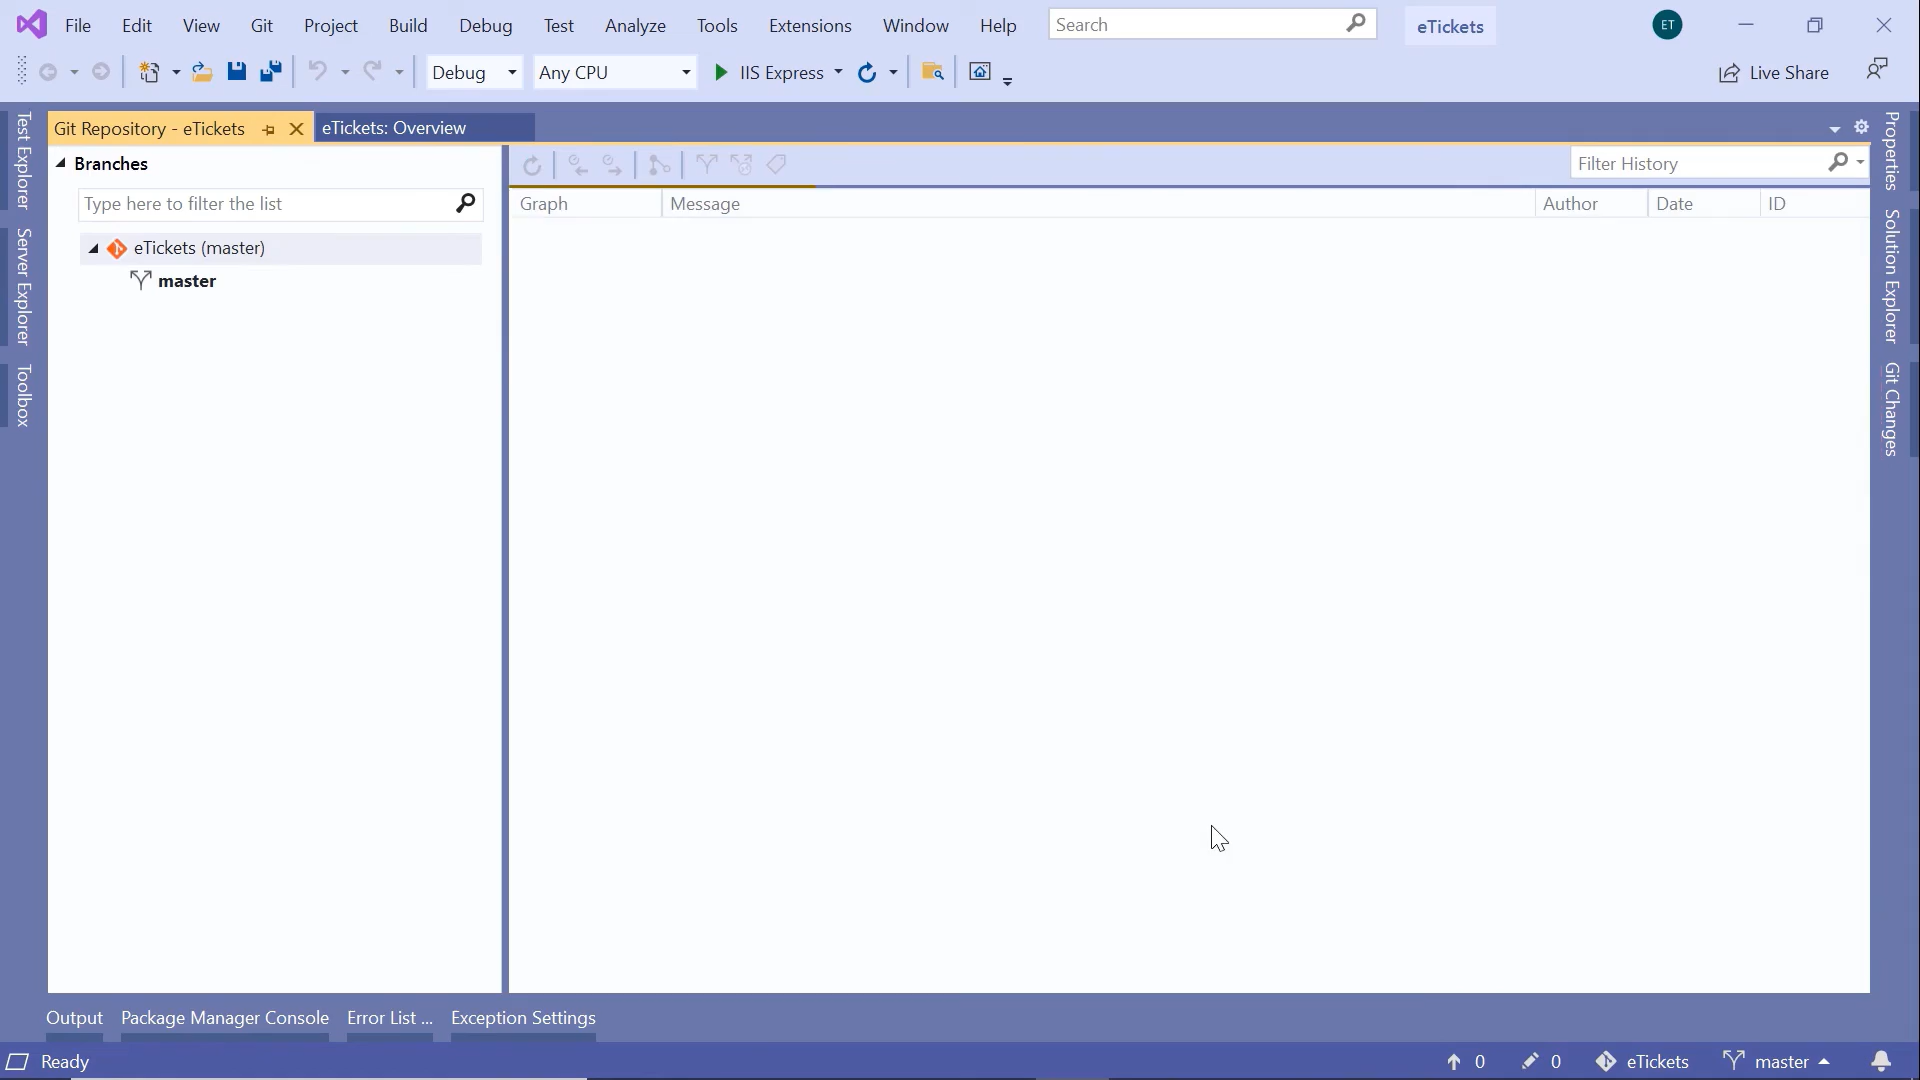 File Edit View Git Project Build Debug Test Analyze Tools Extensions Window Help Search eTickets ET
Debug Any CPU IIS Express Live Share
Git Repository - eTickets eTickets: Overview
Branches
Filter History
Type here to filter the list
Graph Message Author Date ID
eTickets (master)
master
Test Explorer
Server Explorer
Toolbox
Properties
Solution Explorer
Git Changes
Output Package Manager Console Error List ... Exception Settings
Ready 0 0 eTickets master